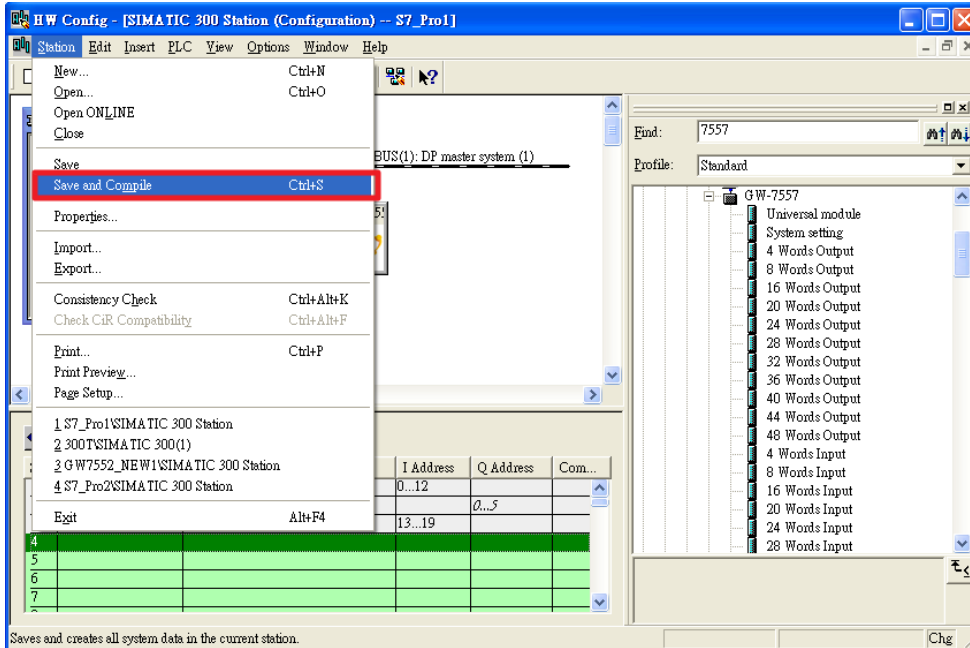 HW Config - [SIMATIC 300 Station (Configuration) -- S7_Pro1]
Station Edit Insert PLC View Options Window Help
New... Ctrl+N
Open... Ctrl+O
Open ONLINE
Close
Save
Save and Compile Ctrl+S
Properties...
Import...
Export...
Consistency Check Ctrl+Alt+K
Check CiR Compatibility Ctrl+Alt+F
Print... Ctrl+P
Print Preview...
Page Setup...
1 S7_Pro1\SIMATIC 300 Station
2 300T\SIMATIC 300(1)
3 GW7552_NEW1\SIMATIC 300 Station
4 S7_Pro2\SIMATIC 300 Station
Exit Alt+F4
BUS(1): DP master system (1)
I Address Q Address Com...
0...12
0...5
13...19
4
5
6
7
Find: 7557
Profile: Standard
GW-7557
Universal module
System setting
4 Words Output
8 Words Output
16 Words Output
20 Words Output
24 Words Output
28 Words Output
32 Words Output
36 Words Output
40 Words Output
44 Words Output
48 Words Output
4 Words Input
8 Words Input
16 Words Input
20 Words Input
24 Words Input
28 Words Input
Saves and creates all system data in the current station.
Chg